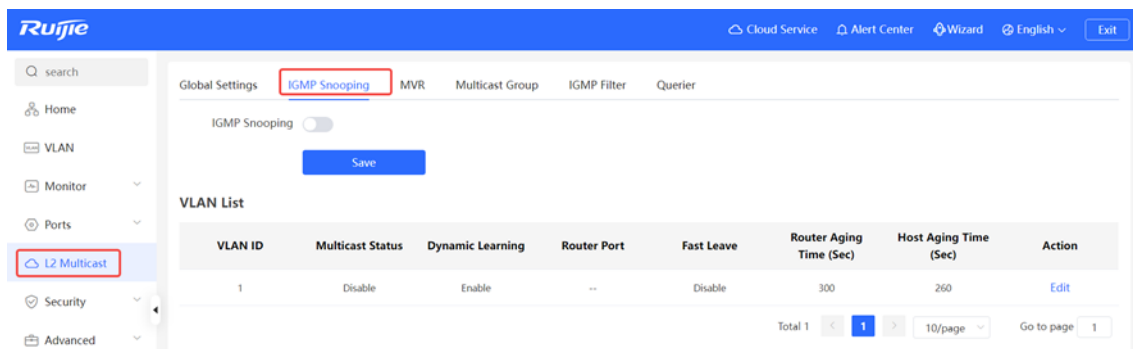 Ruijie
Cloud Service Alert Center Wizard English Exit
search
Home
VLAN
Monitor
Ports
L2 Multicast
Security
Advanced
Global Settings IGMP Snooping MVR Multicast Group IGMP Filter Querier
IGMP Snooping
Save
VLAN List
VLAN ID Multicast Status Dynamic Learning Router Port Fast Leave Router Aging Time (Sec) Host Aging Time (Sec) Action
1 Disable Enable -- Disable 300 260 Edit
Total 1 < 1 > 10/page Go to page 1